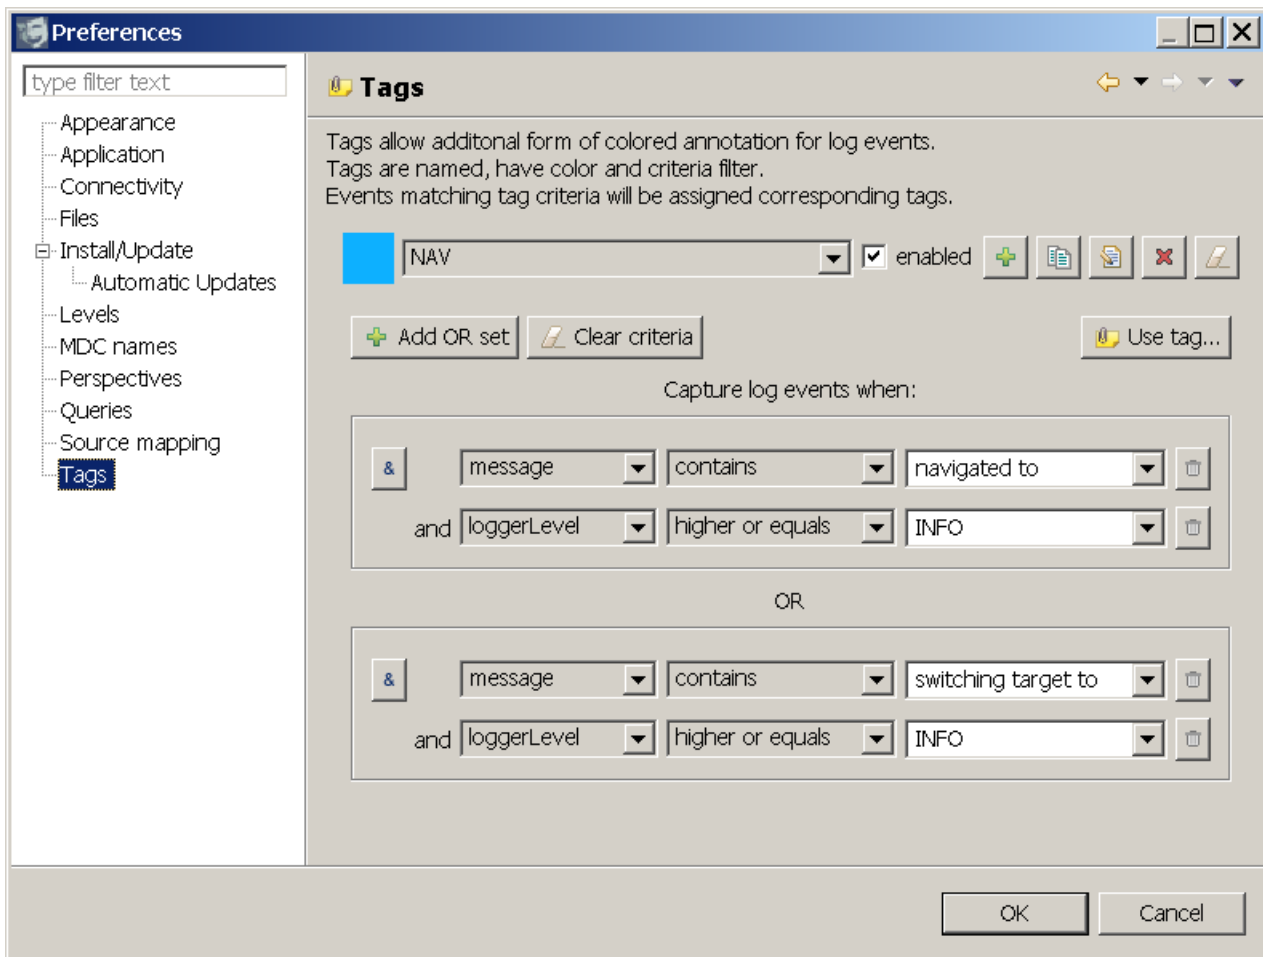 Preferences
type filter text
Appearance
Application
Connectivity
Files
Install/Update
Automatic Updates
Levels
MDC names
Perspectives
Queries
Source mapping
Tags
Tags
Tags allow additonal form of colored annotation for log events.
Tags are named, have color and criteria filter.
Events matching tag criteria will be assigned corresponding tags.
NAV enabled
Add OR set Clear criteria Use tag...
Capture log events when:
& message contains navigated to
and loggerLevel higher or equals INFO
OR
& message contains switching target to
and loggerLevel higher or equals INFO
OK Cancel